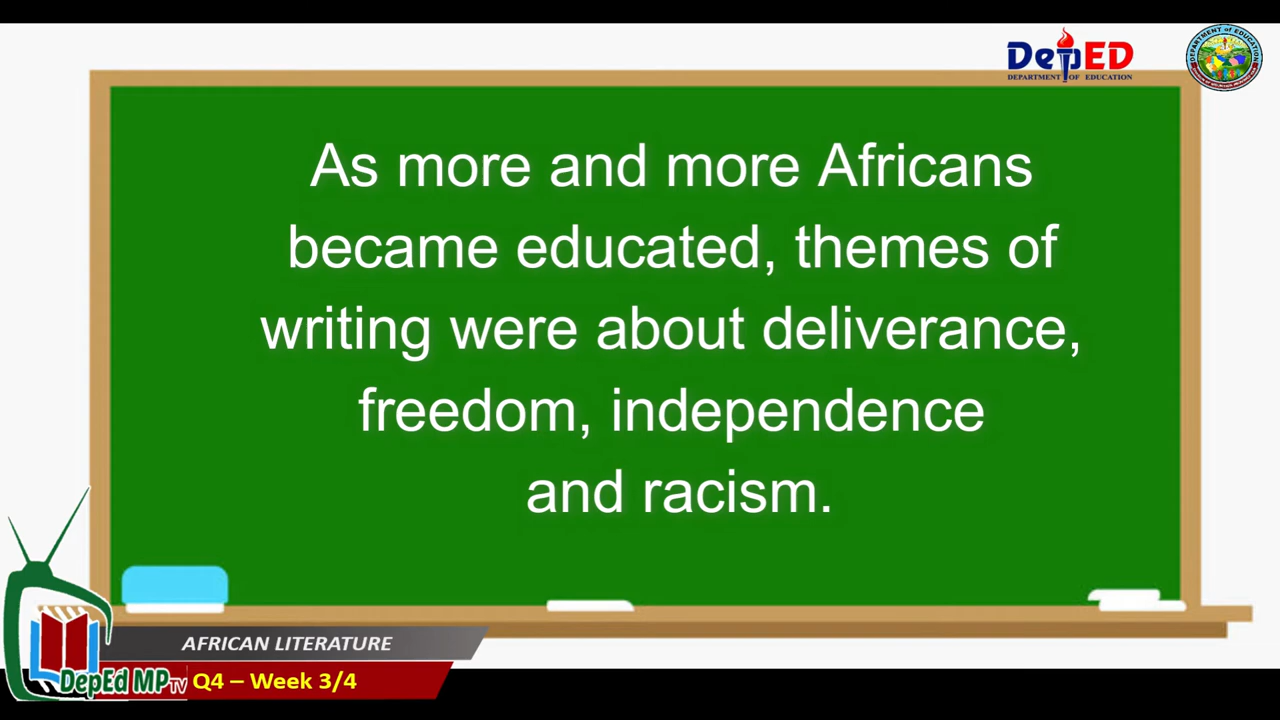 DepED
DEPARTMENT OF EDUCATION
As more and more Africans
became educated, themes of
writing were about deliverance,
freedom, independence
and racism.
AFRICAN LITERATURE
DepEd MPTV
Q4 – Week 3/4